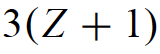 3(Z + 1)